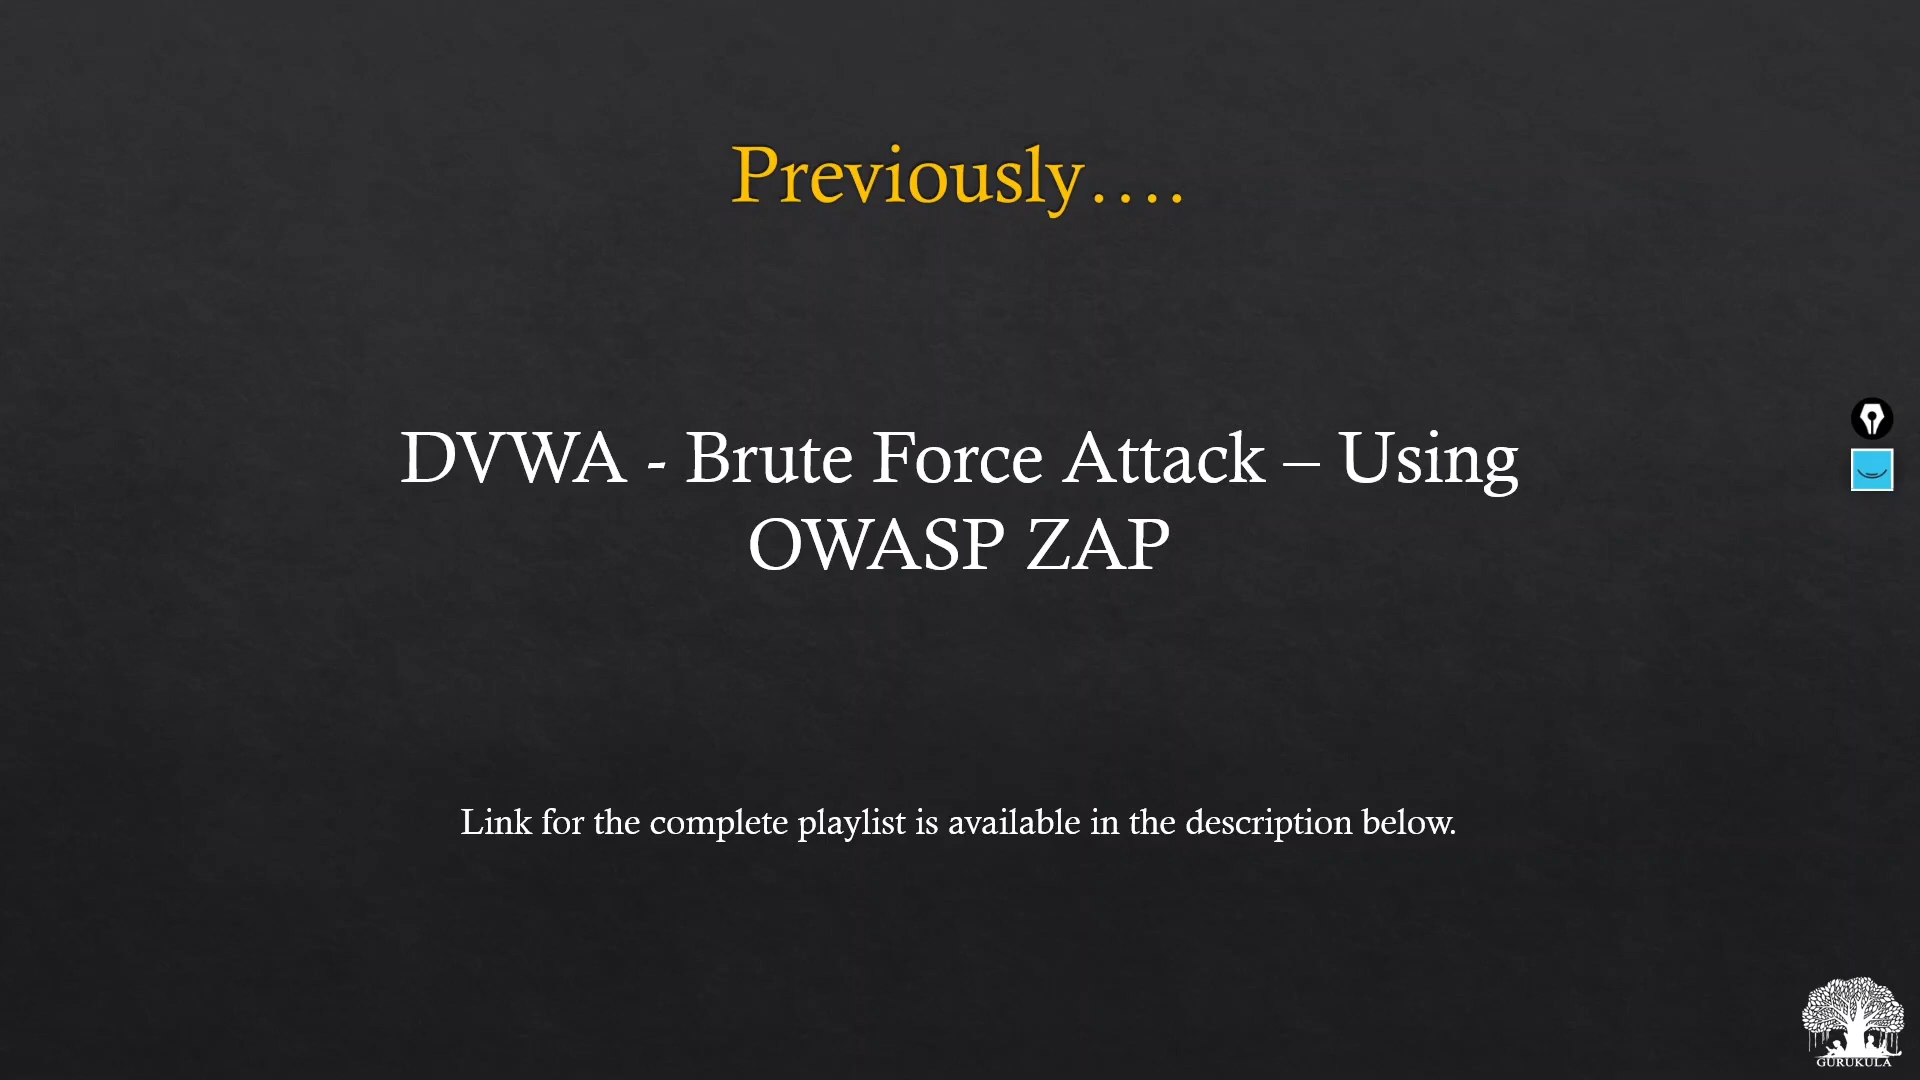 Previously....
DVWA - Brute Force Attack – Using
OWASP ZAP
Link for the complete playlist is available in the description below.
GURUKULA